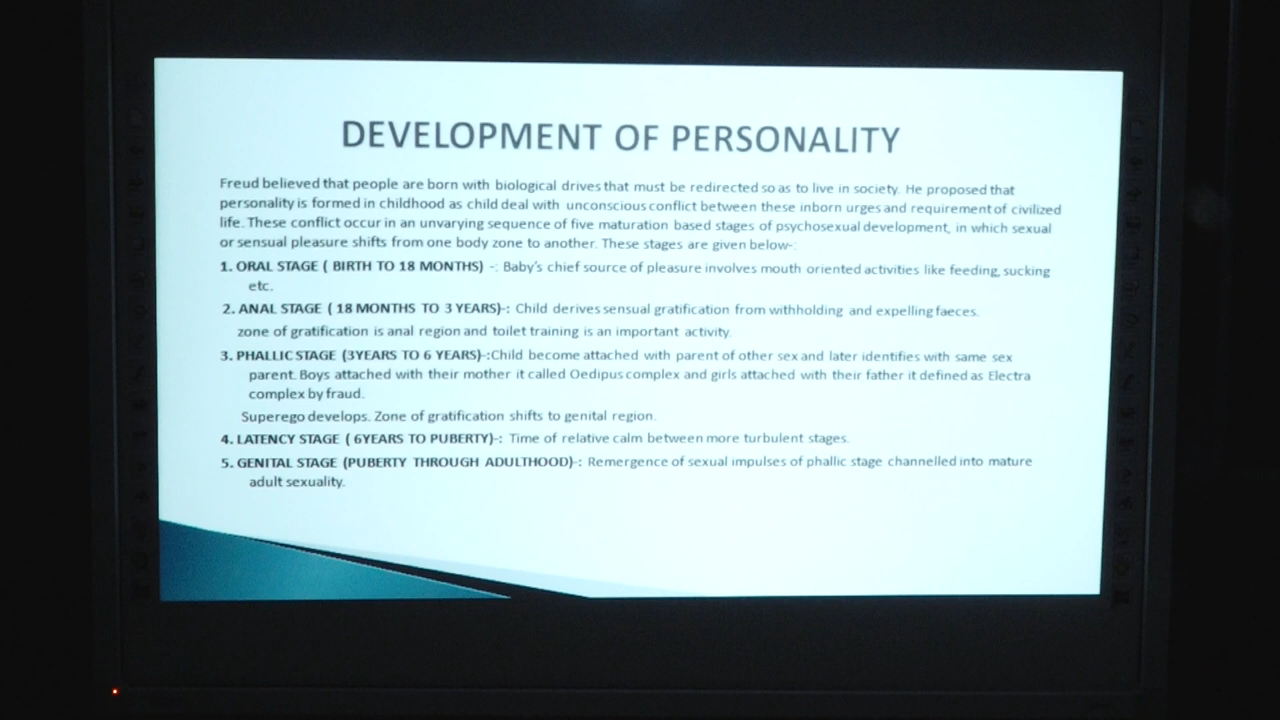 DEVELOPMENT OF PERSONALITY
Freud believed that people are born with biological drives that must be redirected so as to live in society. He proposed that
personality is formed in childhood as child deal with unconscious conflict between these inborn urges and requirement of civilized
life. These conflict occur in an unvarying sequence of five maturation based stages of psychosexual development, in which sexual
or sensual pleasure shifts from one body zone to another. These stages are given below-:
1. ORAL STAGE ( BIRTH TO 18 MONTHS) -: Baby's chief source of pleasure involves mouth oriented activities like feeding, sucking
etc.
2. ANAL STAGE ( 18 MONTHS TO 3 YEARS)-: Child derives sensual gratification from withholding and expelling faeces.
zone of gratification is anal region and toilet training is an important activity.
3. PHALLIC STAGE (3YEARS TO 6 YEARS)-:Child become attached with parent of other sex and later identifies with same sex
parent. Boys attached with their mother it called Oedipus complex and girls attached with their father it defined as Electra
complex by fraud.
Superego develops. Zone of gratification shifts to genital region.
4. LATENCY STAGE ( 6YEARS TO PUBERTY)-: Time of relative calm between more turbulent stages.
5. GENITAL STAGE (PUBERTY THROUGH ADULTHOOD)-: Remergence of sexual impulses of phallic stage channelled into mature
adult sexuality.